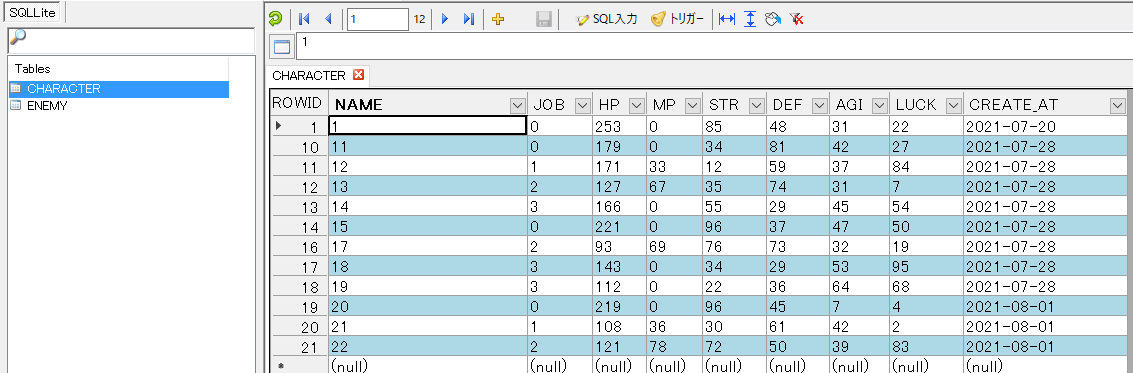 SQLLite
1 12 SQL入力 トリガー
1
Tables
CHARACTER
ENEMY
CHARACTER
ROWID NAME JOB HP MP STR DEF AGI LUCK CREATE_AT
1 1 0 253 0 85 48 31 22 2021-07-20
10 11 0 179 0 34 81 42 27 2021-07-28
11 12 1 171 33 12 59 37 84 2021-07-28
12 13 2 127 67 35 74 31 7 2021-07-28
13 14 3 166 0 55 29 45 54 2021-07-28
14 15 0 221 0 96 37 47 50 2021-07-28
16 17 2 93 69 76 73 32 19 2021-07-28
17 18 3 143 0 34 29 53 95 2021-07-28
18 19 3 112 0 22 36 64 68 2021-07-28
19 20 0 219 0 96 45 7 4 2021-08-01
20 21 1 108 36 30 61 42 2 2021-08-01
21 22 2 121 78 72 50 39 83 2021-08-01
* (null) (null) (null) (null) (null) (null) (null) (null) (null)